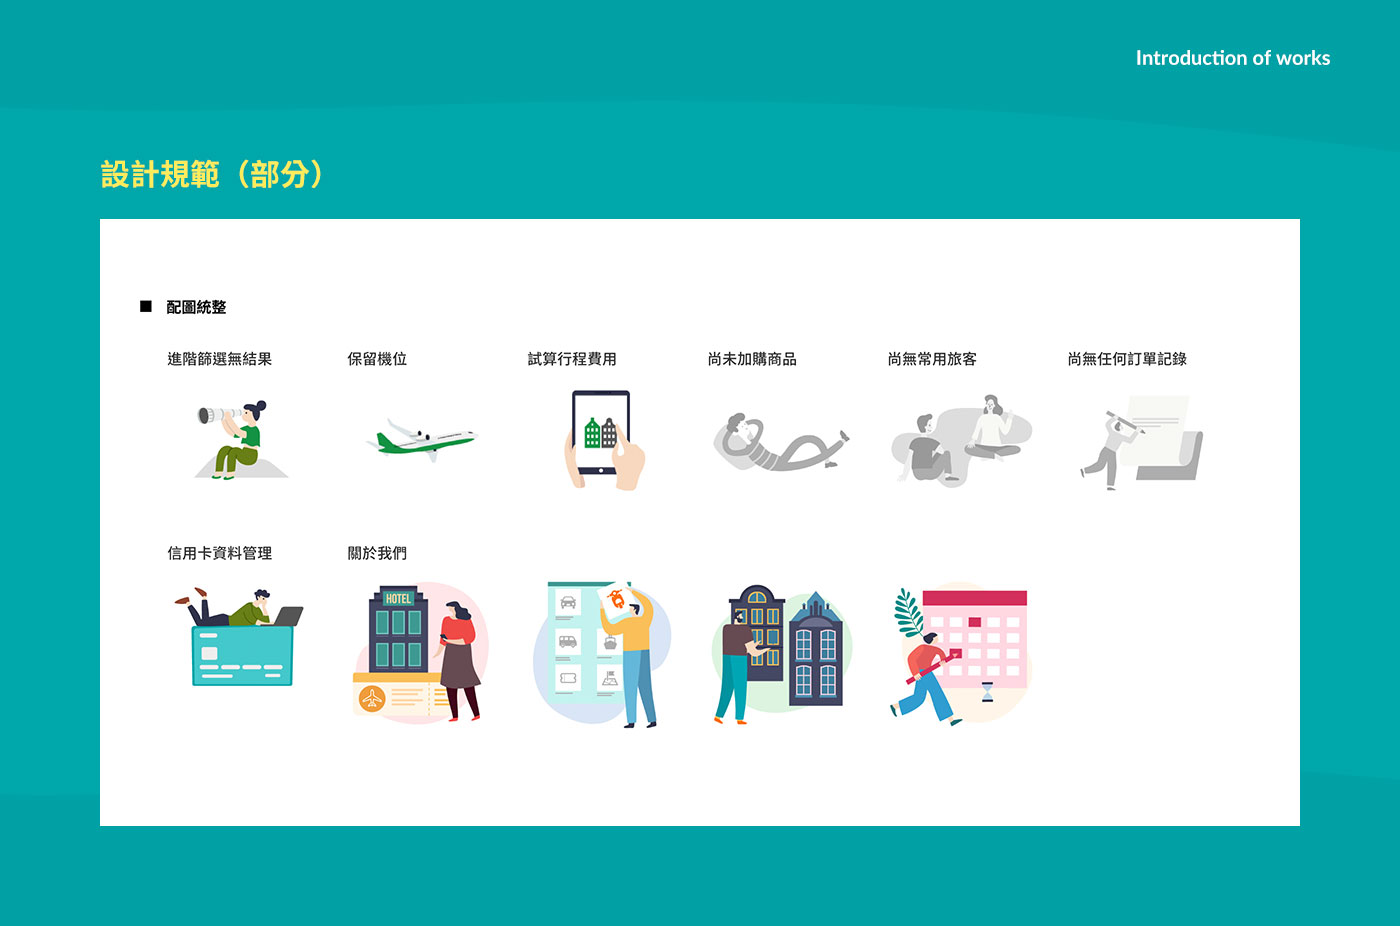 Introduction of works
設計規範（部分）
■ 配圖統整
進階篩選無結果
保留機位
試算行程費用
尚未加購商品
尚無常用旅客
尚無任何訂單記錄
信用卡資料管理
關於我們
HOTEL